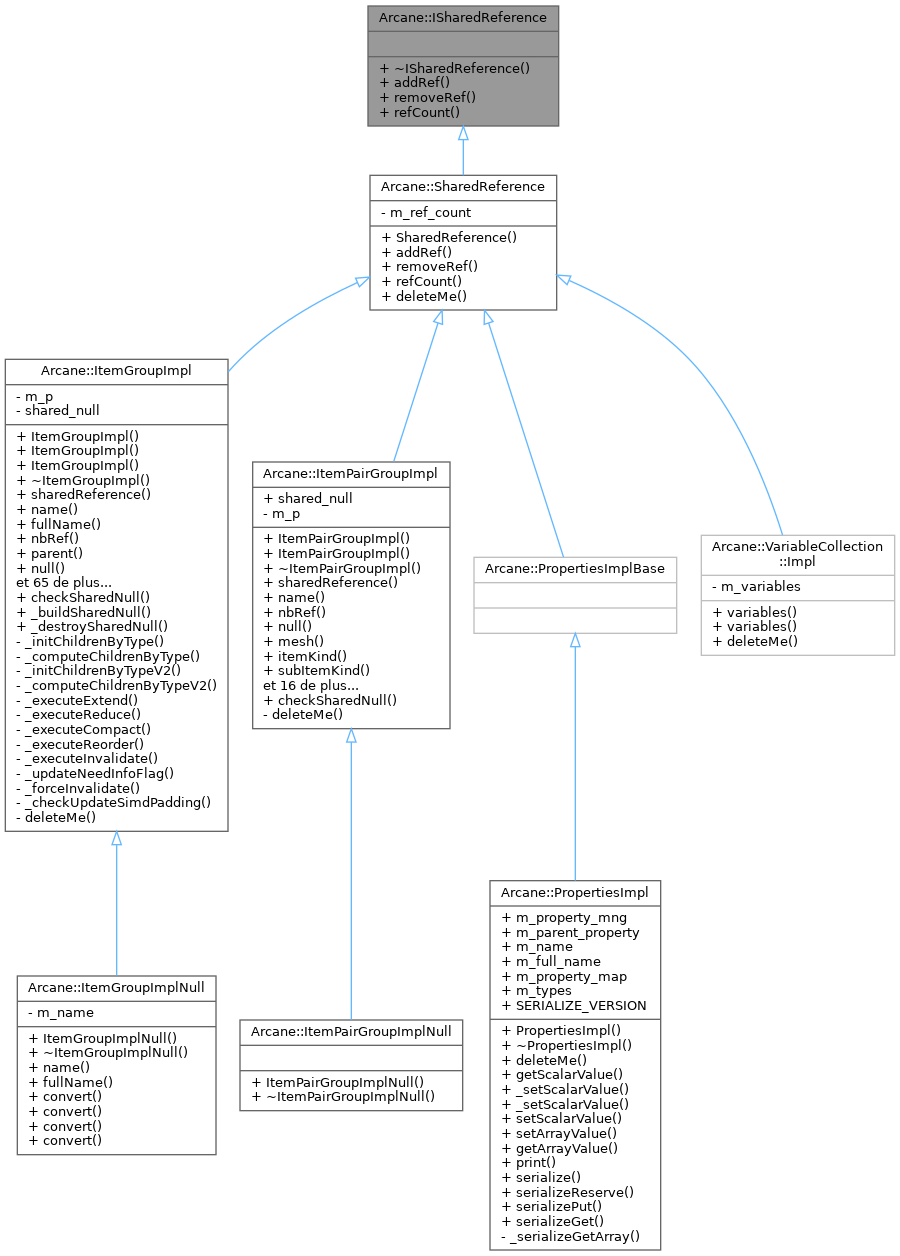 Arcane::ISharedReference
+ ~ISharedReference()
+ addRef()
+ removeRef()
+ refCount()
Arcane::SharedReference
- m_ref_count
+ SharedReference()
+ addRef()
+ removeRef()
+ refCount()
+ deleteMe()
Arcane::ItemGroupImpl
- m_p
- shared_null
+ ItemGroupImpl()
+ ItemGroupImpl()
+ ItemGroupImpl()
+ ~ItemGroupImpl()
+ sharedReference()
+ name()
+ fullName()
+ nbRef()
+ parent()
+ null()
et 65 de plus...
+ checkSharedNull()
+ _buildSharedNull()
+ _destroySharedNull()
- _initChildrenByType()
- _computeChildrenByType()
- _initChildrenByTypeV2()
- _computeChildrenByTypeV2()
- _executeExtend()
- _executeReduce()
- _executeCompact()
- _executeReorder()
- _executeInvalidate()
- _updateNeedInfoFlag()
- _forceInvalidate()
- _checkUpdateSimdPadding()
- deleteMe()
Arcane::ItemPairGroupImpl
+ shared_null
- m_p
+ ItemPairGroupImpl()
+ ItemPairGroupImpl()
+ ~ItemPairGroupImpl()
+ sharedReference()
+ name()
+ nbRef()
+ null()
+ mesh()
+ itemKind()
+ subItemKind()
et 16 de plus...
+ checkSharedNull()
- deleteMe()
Arcane::PropertiesImplBase
Arcane::VariableCollection
::Impl
- m_variables
+ variables()
+ variables()
+ deleteMe()
Arcane::ItemGroupImplNull
- m_name
+ ItemGroupImplNull()
+ ~ItemGroupImplNull()
+ name()
+ fullName()
+ convert()
+ convert()
+ convert()
+ convert()
Arcane::ItemPairGroupImplNull
+ ItemPairGroupImplNull()
+ ~ItemPairGroupImplNull()
Arcane::PropertiesImpl
+ m_property_mng
+ m_parent_property
+ m_name
+ m_full_name
+ m_property_map
+ m_types
+ SERIALIZE_VERSION
+ PropertiesImpl()
+ ~PropertiesImpl()
+ deleteMe()
+ getScalarValue()
+ _setScalarValue()
+ _setScalarValue()
+ setScalarValue()
+ setArrayValue()
+ getArrayValue()
+ print()
+ serialize()
+ serializeReserve()
+ serializePut()
+ serializeGet()
- _serializeGetArray()